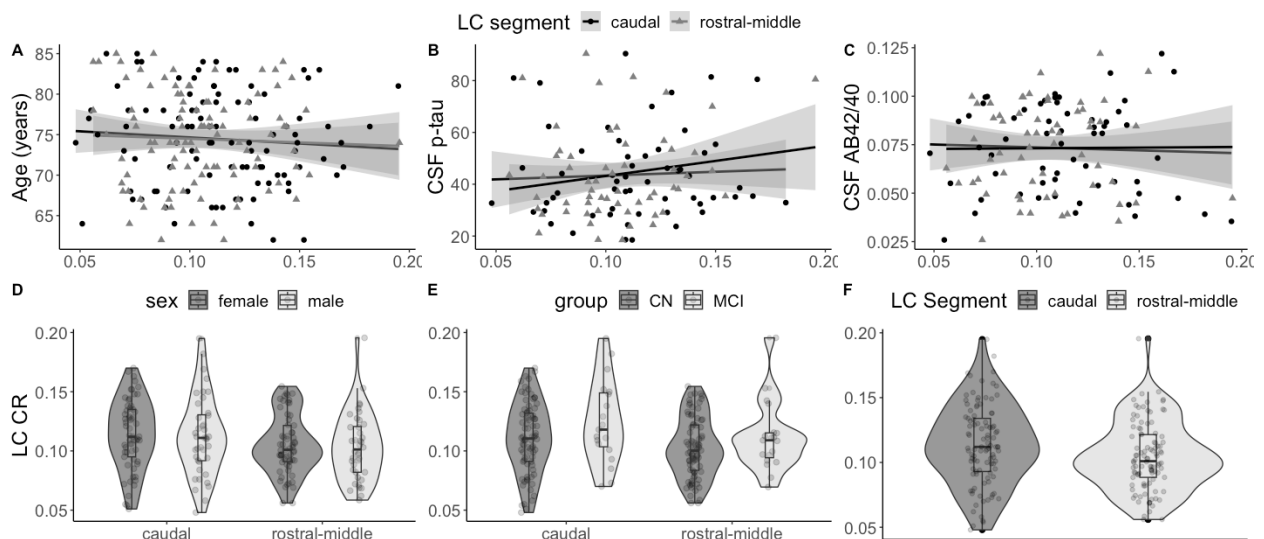 LC segment caudal rostral-middle
A
Age (years)
85
80
75
70
65
0.05 0.10 0.15 0.20
B
CSF p-tau
80
60
40
20
0.05 0.10 0.15 0.20
C
CSF AB42/40
0.125
0.100
0.075
0.050
0.025
0.05 0.10 0.15 0.20
D sex female male
LC CR
0.20
0.15
0.10
0.05
caudal rostral-middle
E group CN MCI
0.20
0.15
0.10
0.05
caudal rostral-middle
F LC Segment caudal rostral-middle
0.20
0.15
0.10
0.05